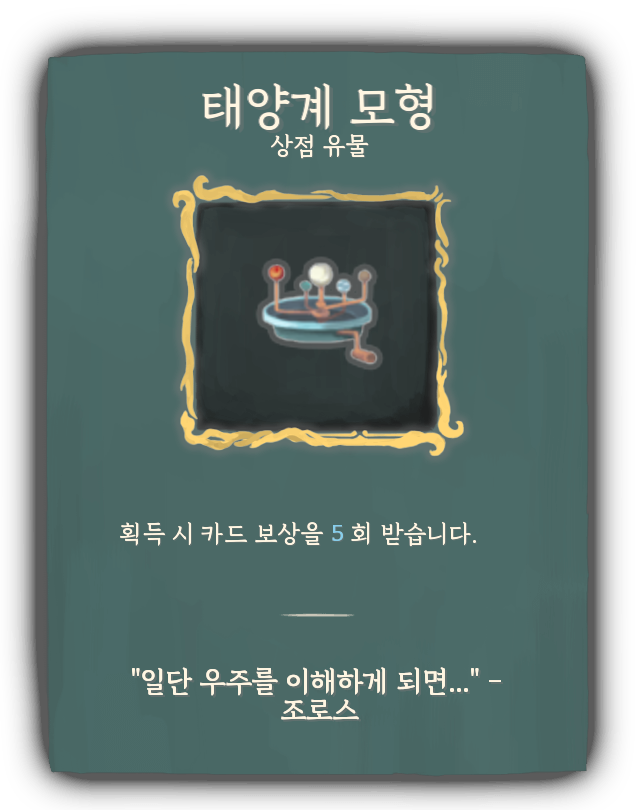 태양계 모형
상점 유물
획득 시 카드 보상을 5 회 받습니다.
"일단 우주를 이해하게 되면..." -
조로스